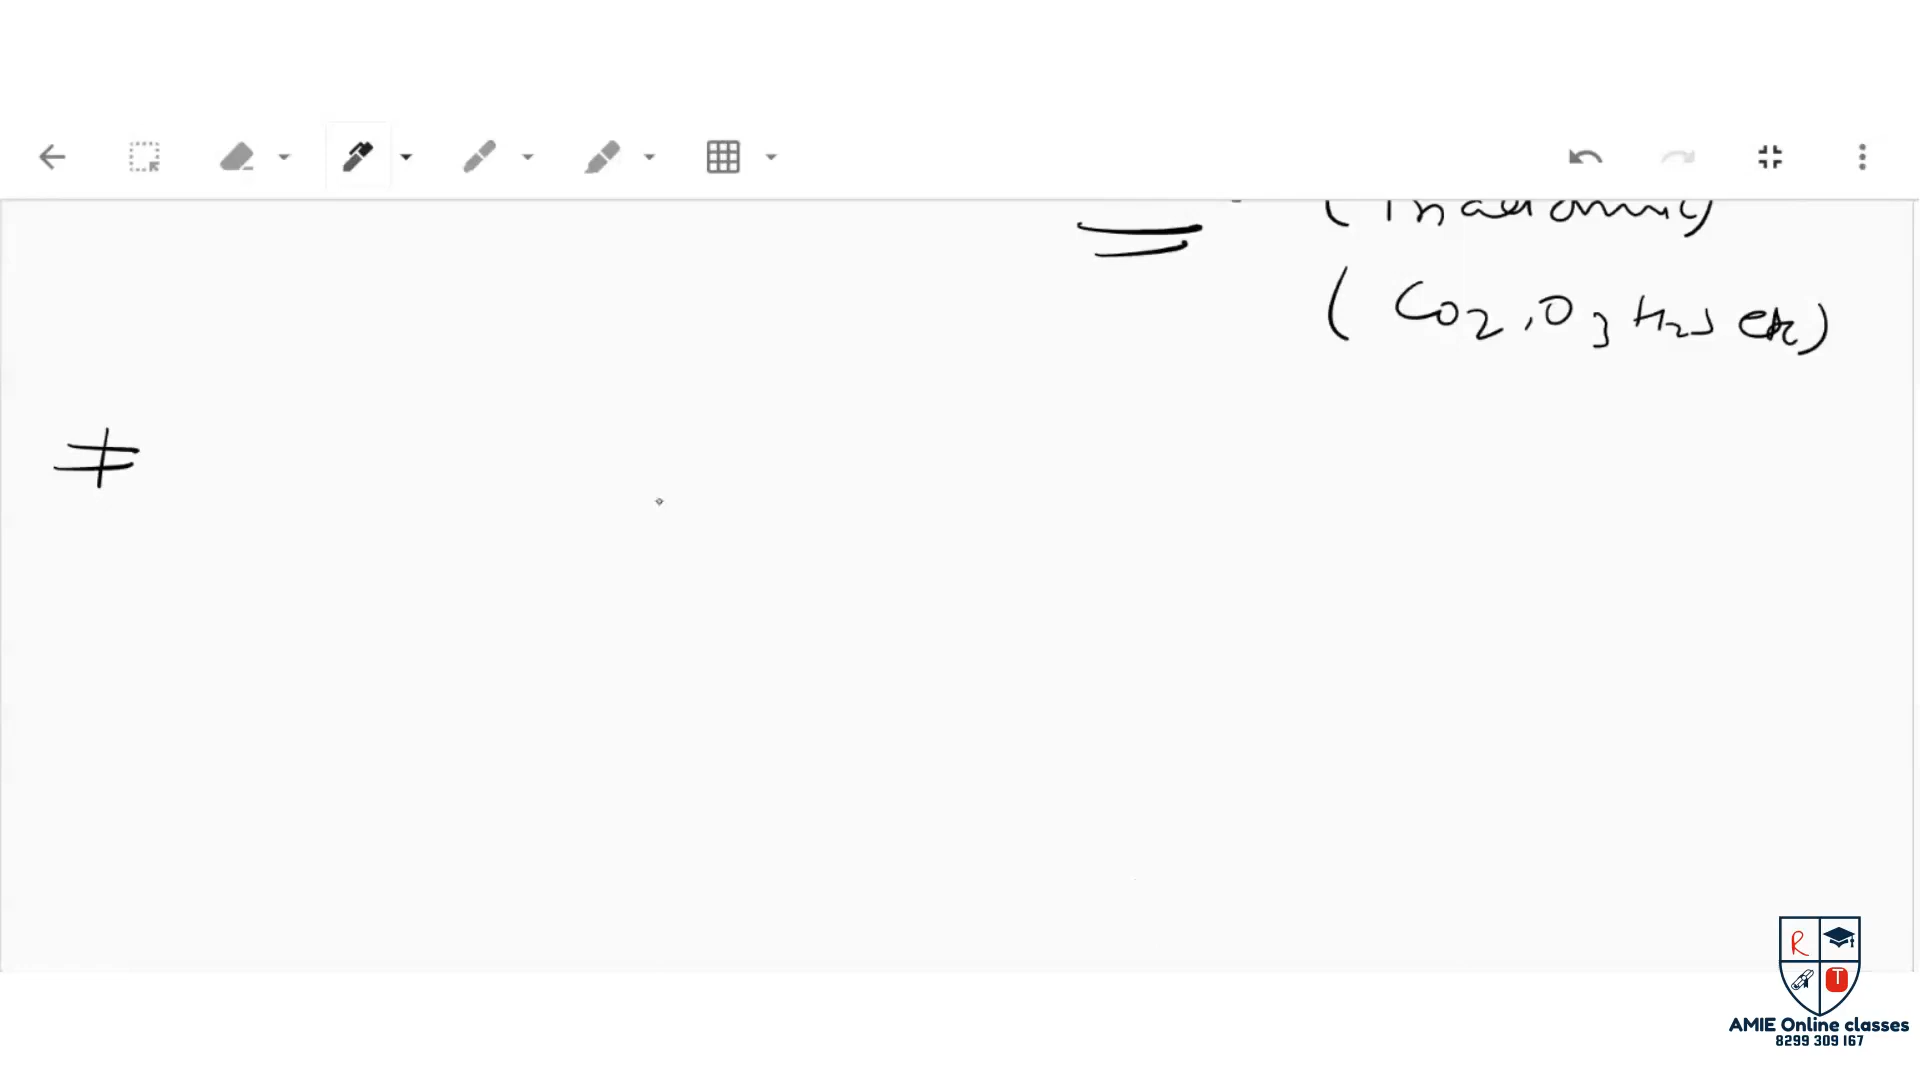 (Triatomic)
(CO2, O3 H2S etc)
≠
R
T
AMIE Online classes
8299 309 167